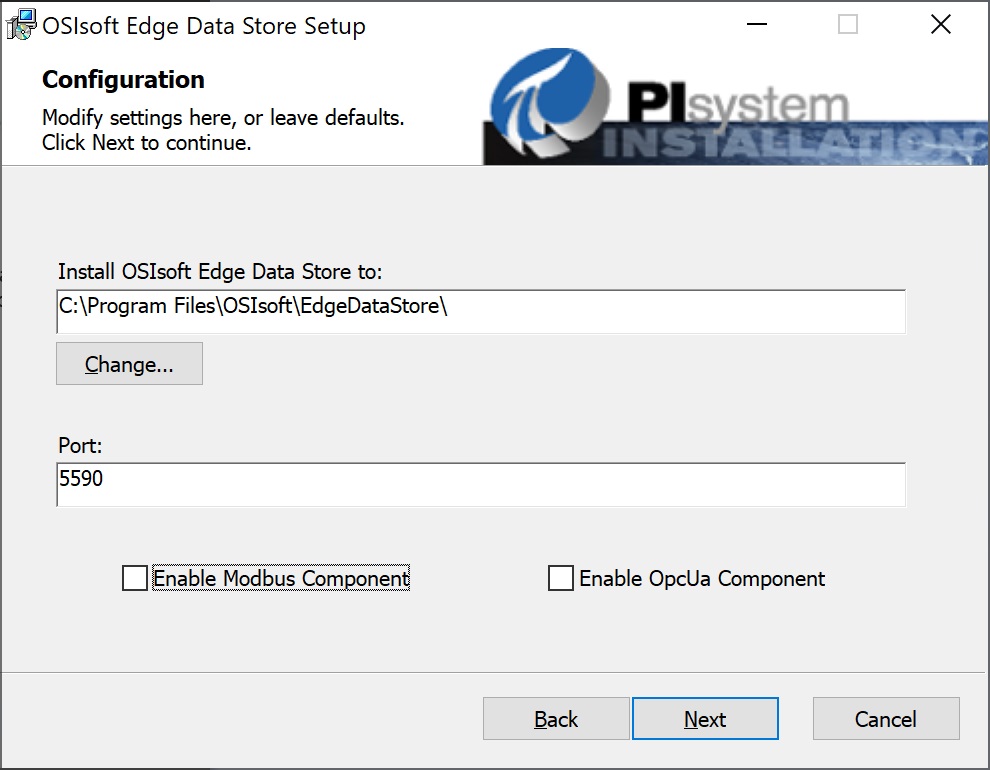 OSIsoft Edge Data Store Setup
Configuration
Modify settings here, or leave defaults.
Click Next to continue.
PIsystem
INSTALLATION
Install OSIsoft Edge Data Store to:
C:\Program Files\OSIsoft\EdgeDataStore\
Change...
Port:
5590
Enable Modbus Component
Enable OpcUa Component
Back
Next
Cancel